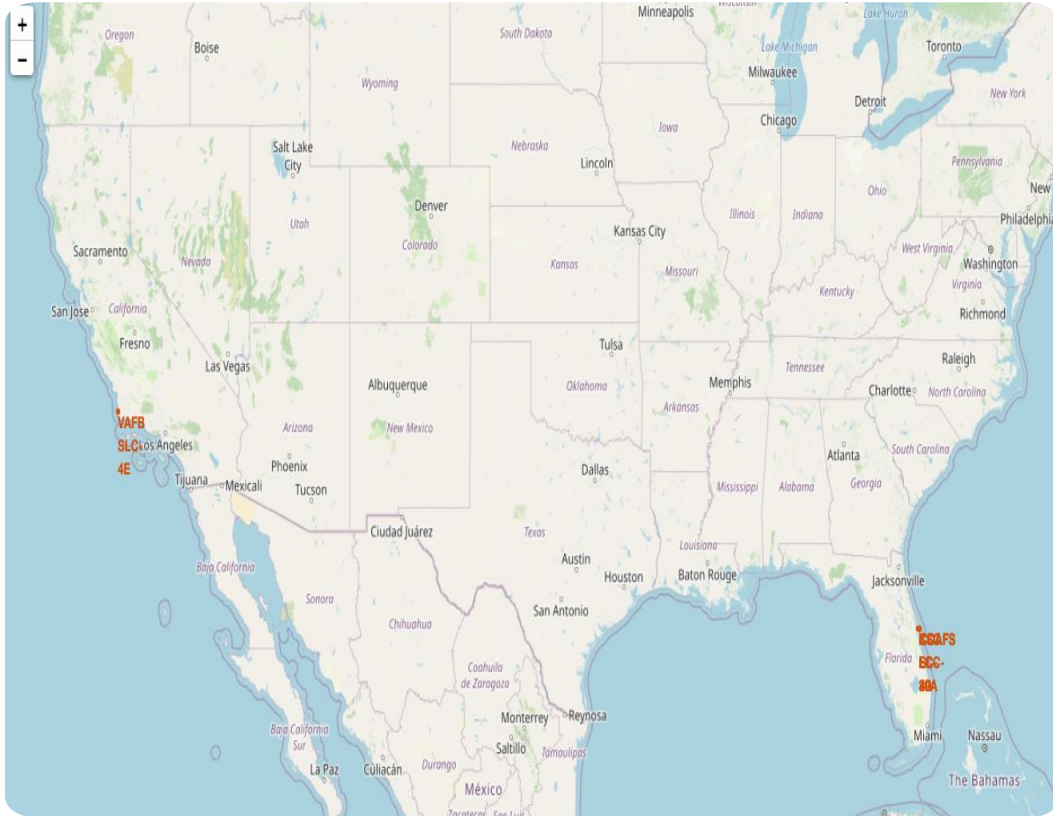 +
−
Minneapolis
Wisconsin
Lake Huron
Oregon
Boise
South Dakota
Lake Michigan
Toronto
Wyoming
Milwaukee
New York
Detroit
Chicago
Iowa
Salt Lake
City
Nebraska
Lincoln
Pennsylvania
Ohio
New
Denver
Illinois
Indiana
Philadelphia
Utah
Kansas City
Colorado
West Virginia
Sacramento
Nevada
Kansas
Missouri
Washington
Kentucky
Virginia
San Jose
California
Richmond
Fresno
Tulsa
Raleigh
Las Vegas
Tennessee
Albuquerque
Oklahoma
Memphis
Charlotte
North Carolina
Arkansas
VAFB
SLC-
4E
Los Angeles
Arizona
New Mexico
South Carolina
Atlanta
Phoenix
Dallas
Tijuana
Mexicali
Tucson
Mississippi
Alabama
Georgia
Ciudad Juárez
Texas
Louisiana
Austin
Baja California
Houston
Baton Rouge
Jacksonville
Sonora
San Antonio
Chihuahua
Florida
Coahuila
de Zaragoza
Monterrey
Reynosa
Baja California
Sur
Saltillo
Tamaulipas
Miami
Nassau
La Paz
Culiacán
Durango
The Bahamas
México
Zacatecas
San Luis